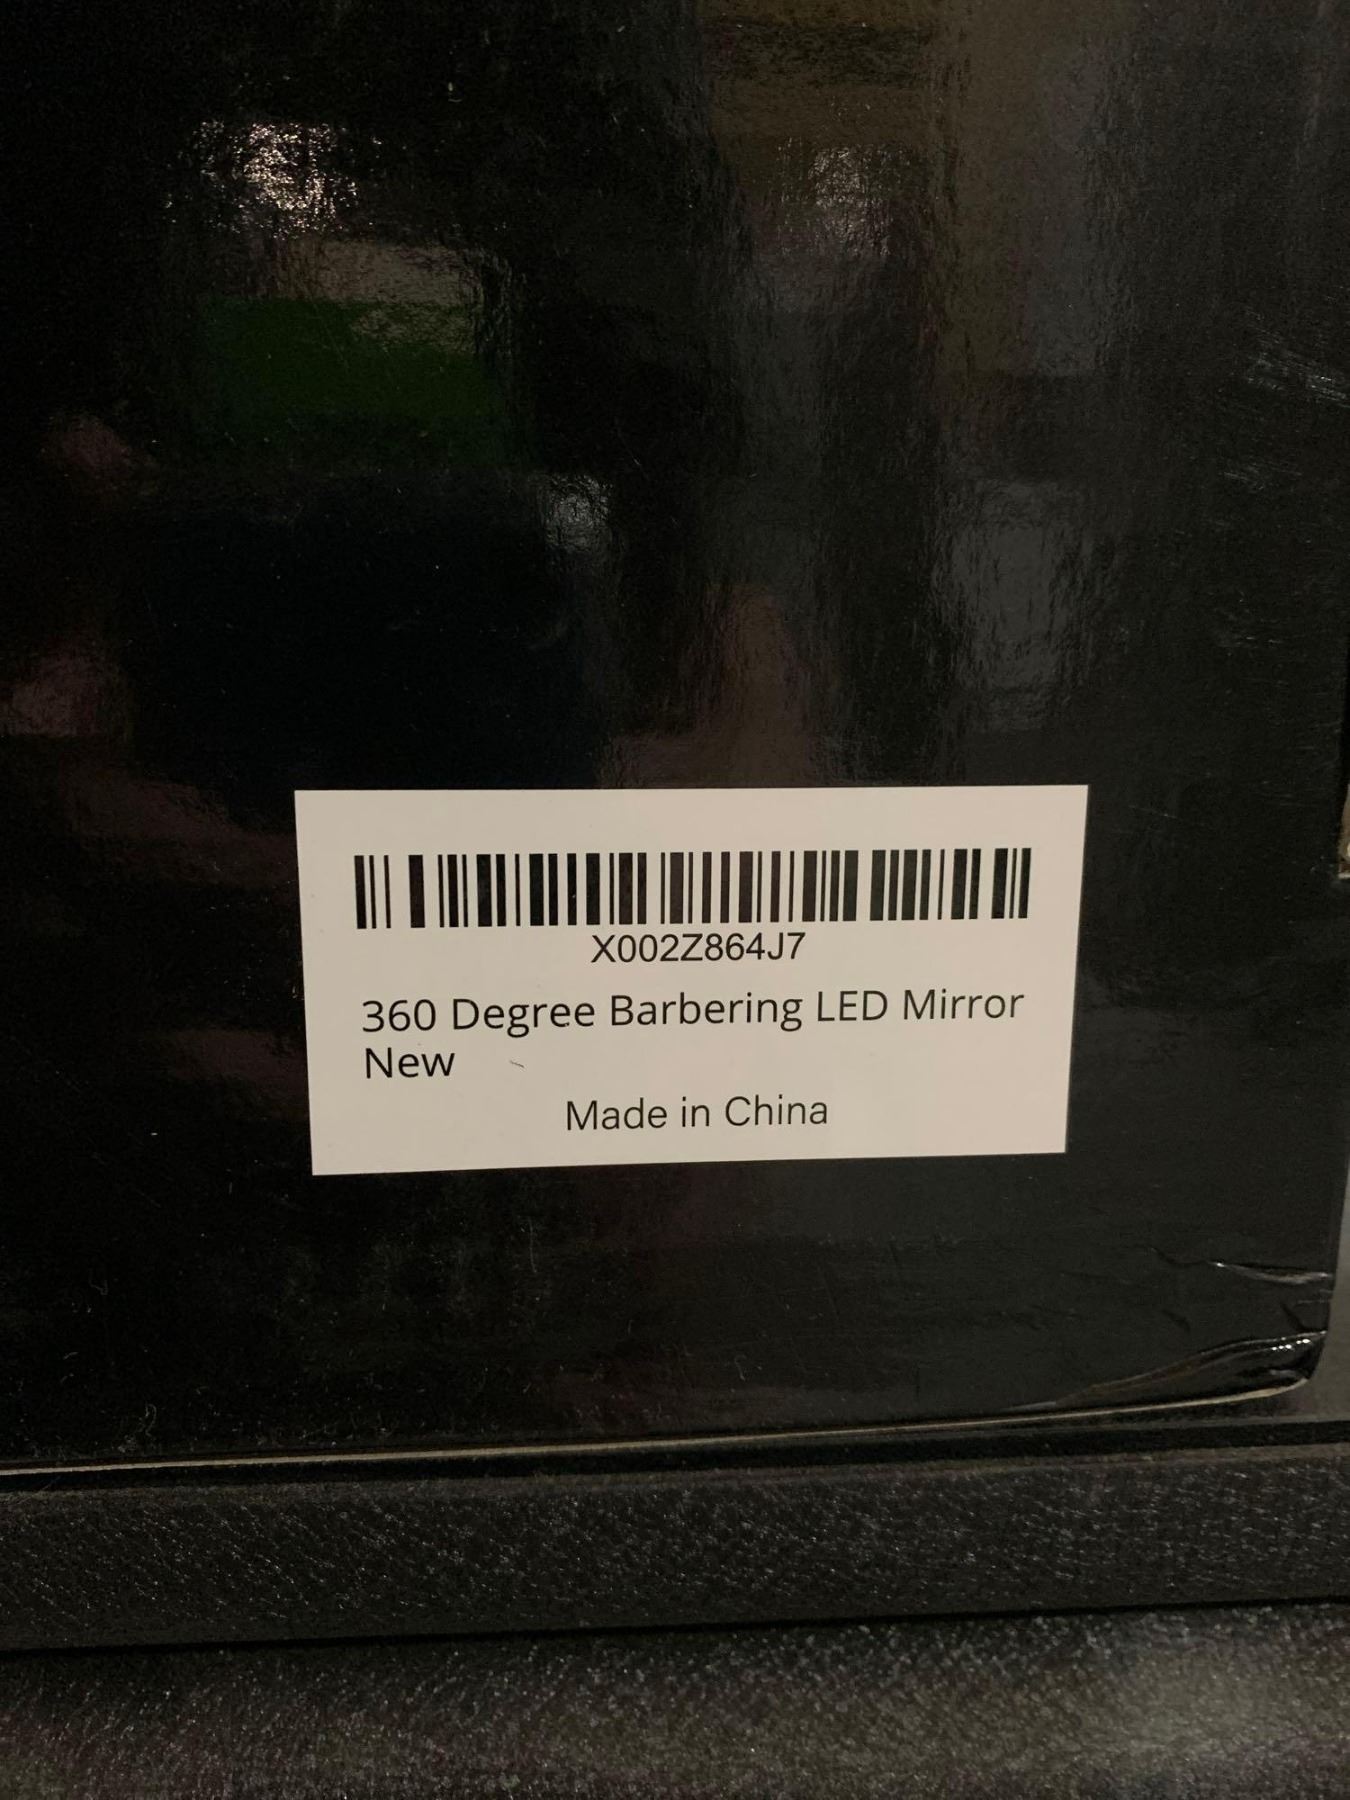 X002Z864J7
360 Degree Barbering LED Mirror
New
Made in China